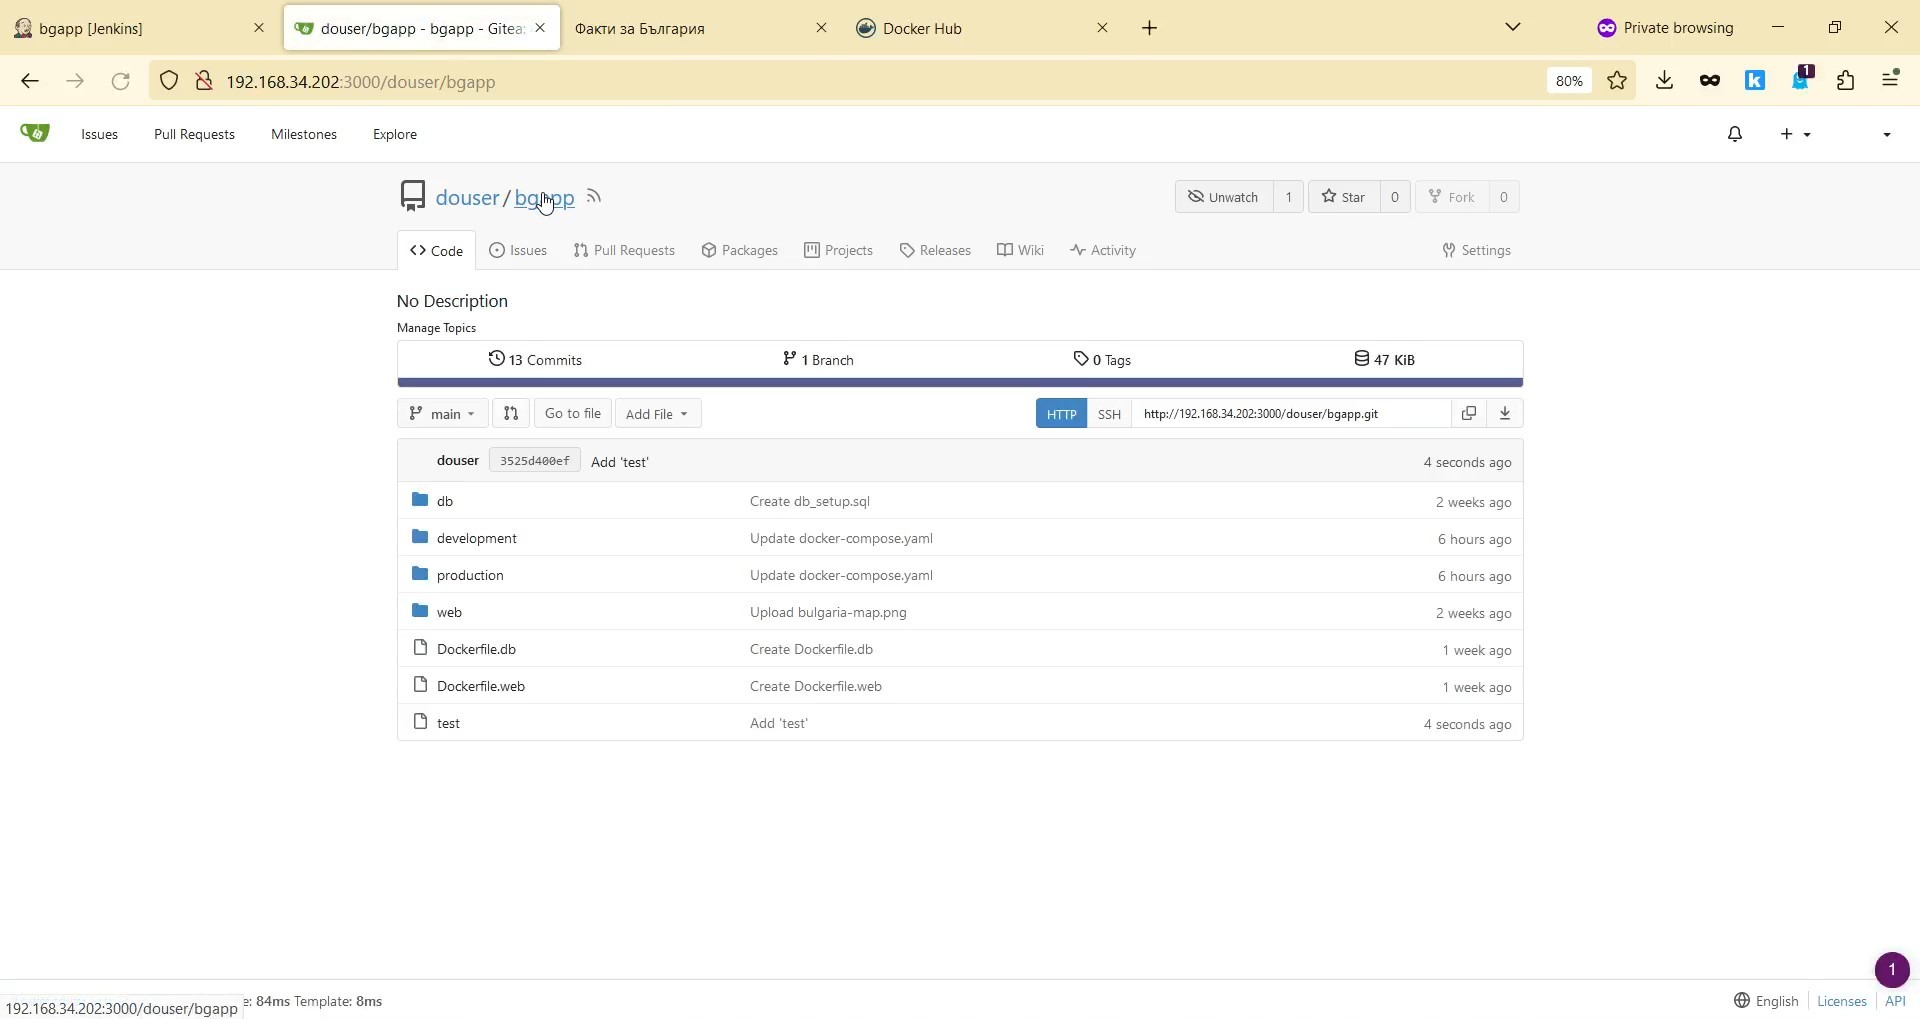 bgapp [Jenkins]
douser/bgapp - bgapp - Gitea:
Факти за България
Docker Hub
Private browsing
192.168.34.202:3000/douser/bgapp
80%
1
Issues
Pull Requests
Milestones
Explore
douser / bgapp
Unwatch 1
Star 0
Fork 0
Code
Issues
Pull Requests
Packages
Projects
Releases
Wiki
Activity
Settings
No Description
Manage Topics
13 Commits
1 Branch
0 Tags
47 KiB
main
Go to file
Add File
HTTP
SSH
http://192.168.34.202:3000/douser/bgapp.git
douser 3525d400ef Add 'test' 4 seconds ago
db Create db_setup.sql 2 weeks ago
development Update docker-compose.yaml 6 hours ago
production Update docker-compose.yaml 6 hours ago
web Upload bulgaria-map.png 2 weeks ago
Dockerfile.db Create Dockerfile.db 1 week ago
Dockerfile.web Create Dockerfile.web 1 week ago
test Add 'test' 4 seconds ago
1
e: 84ms Template: 8ms
192.168.34.202:3000/douser/bgapp
English
Licenses
API